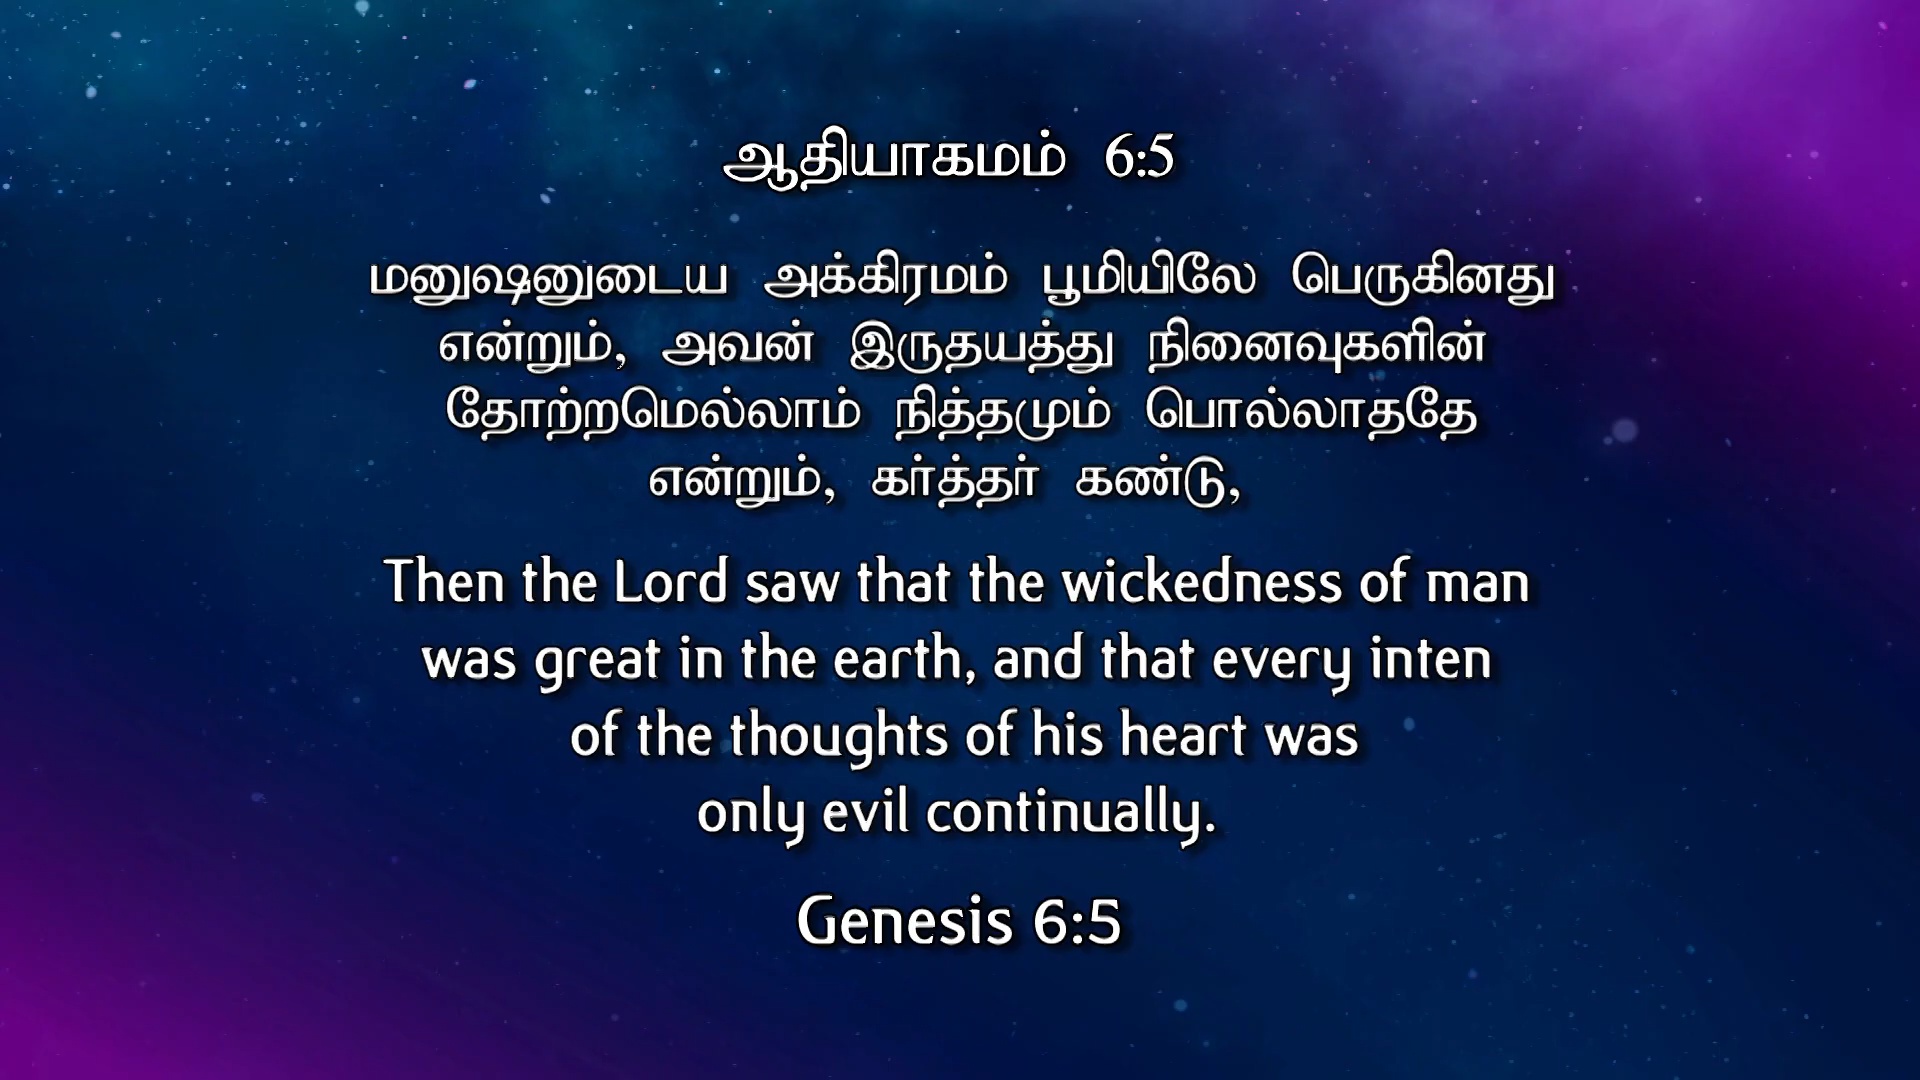 ஆதியாகமம் 6:5
மனுஷனுடைய அக்கிரமம் பூமியிலே பெருகினது
என்றும், அவன் இருதயத்து நினைவுகளின்
தோற்றமெல்லாம் நித்தமும் பொல்லாததே
என்றும், கர்த்தர் கண்டு,
Then the Lord saw that the wickedness of man
was great in the earth, and that every inten
of the thoughts of his heart was
only evil continually.
Genesis 6:5